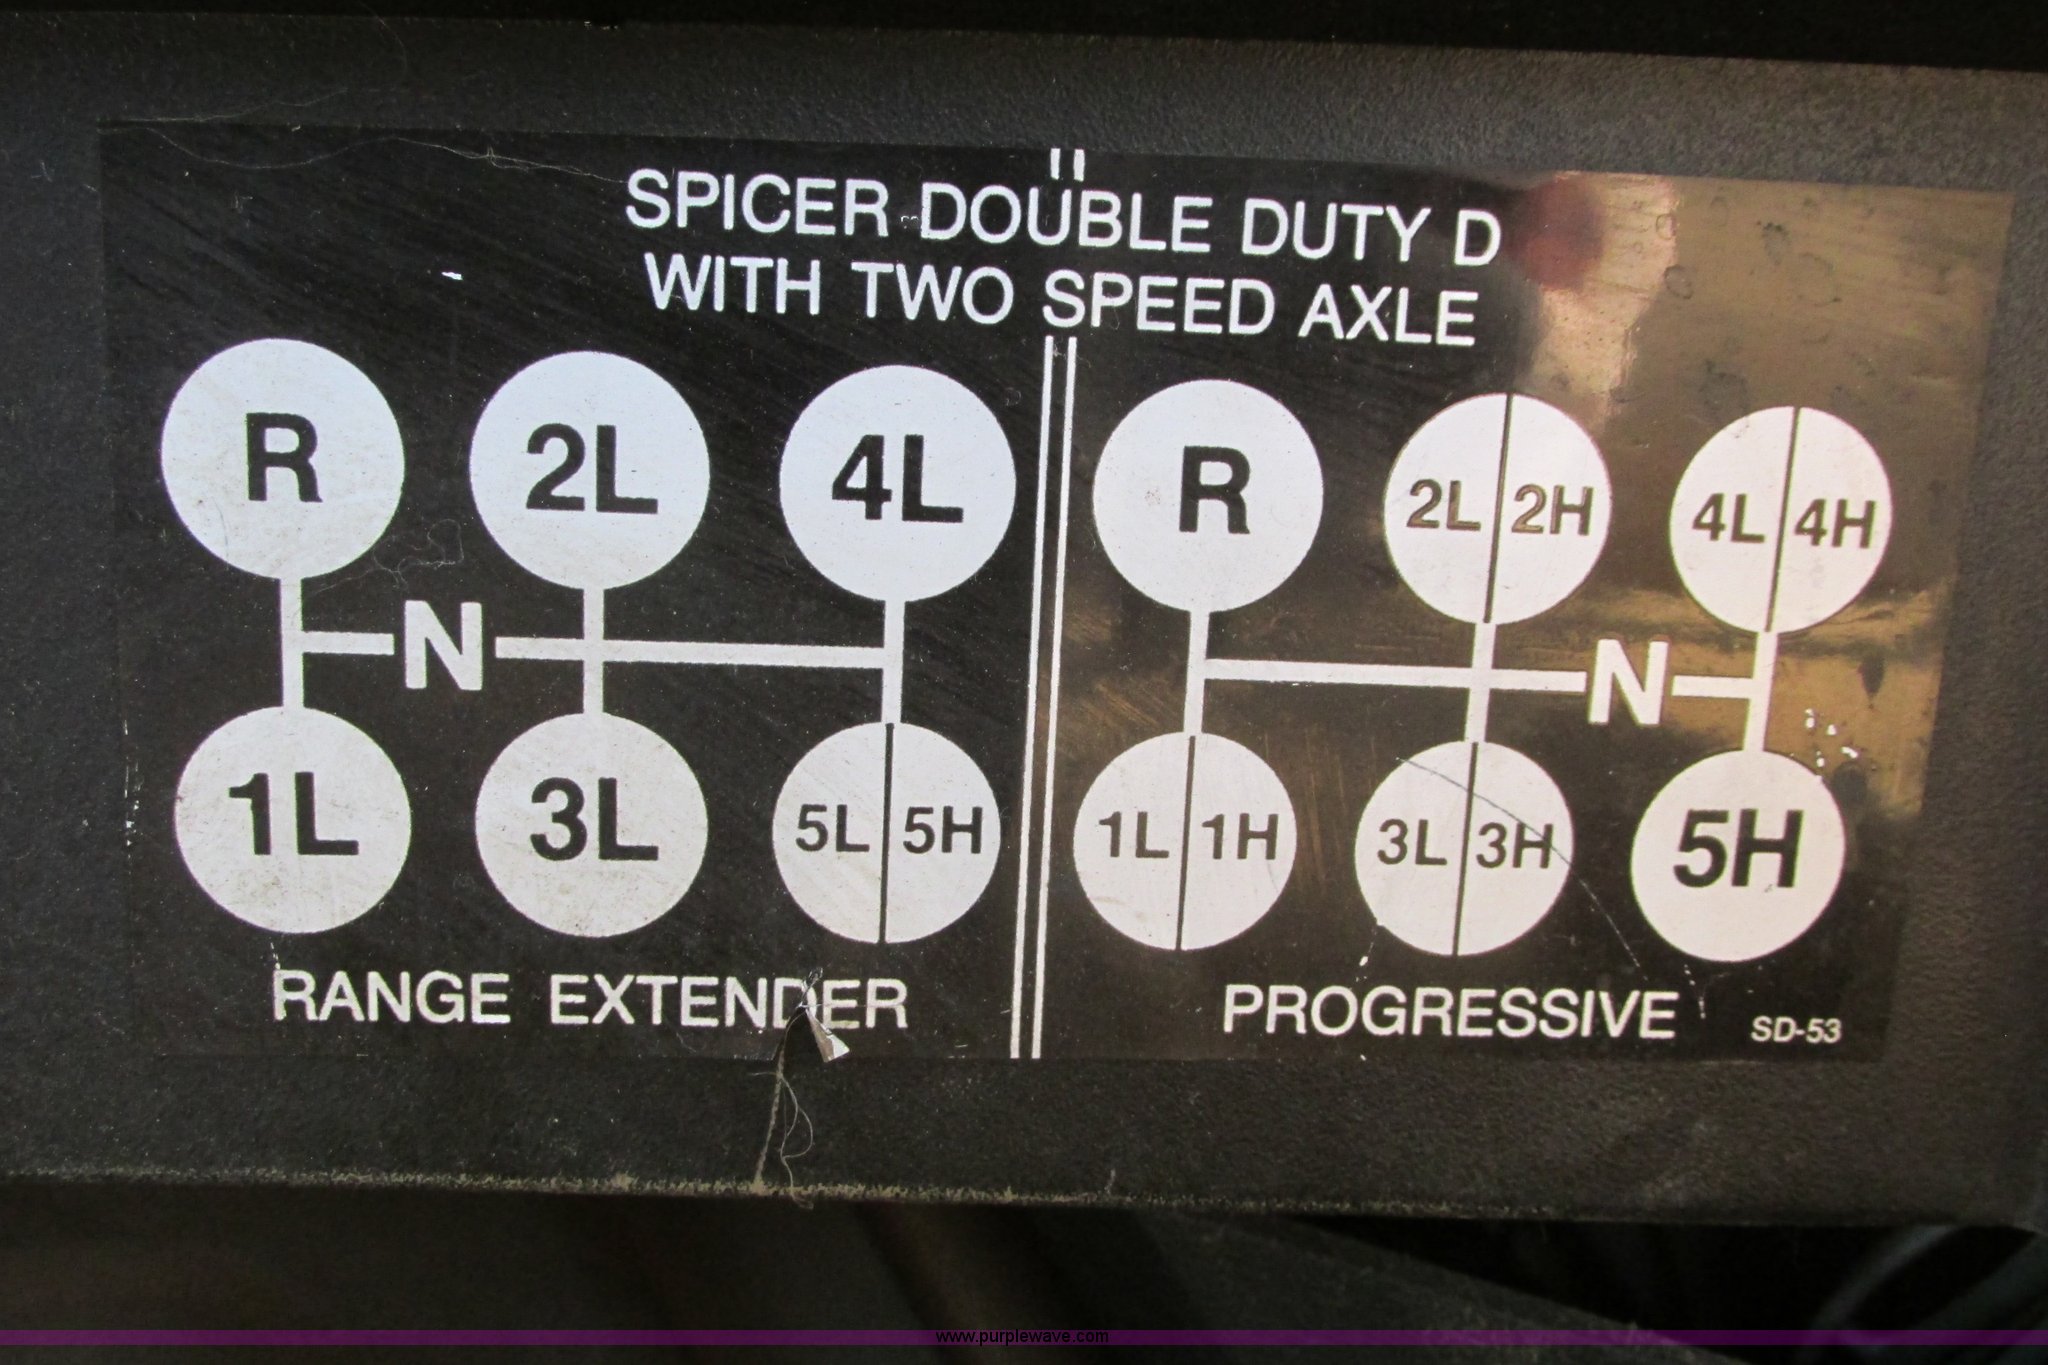 SPICER DOUBLE DUTY D
WITH TWO SPEED AXLE
R 2L 4L
N
1L 3L 5L 5H
RANGE EXTENDER
R 2L 2H 4L 4H
N
1L 1H 3L 3H 5H
PROGRESSIVE
SD-53
www.purplewave.com